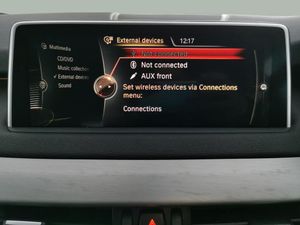 External devices 12:17
Multimedia
CD/DVD
Music collection
External devices
Sound
Not connected
Not connected
AUX front
Set wireless devices via Connections
menu:
Connections